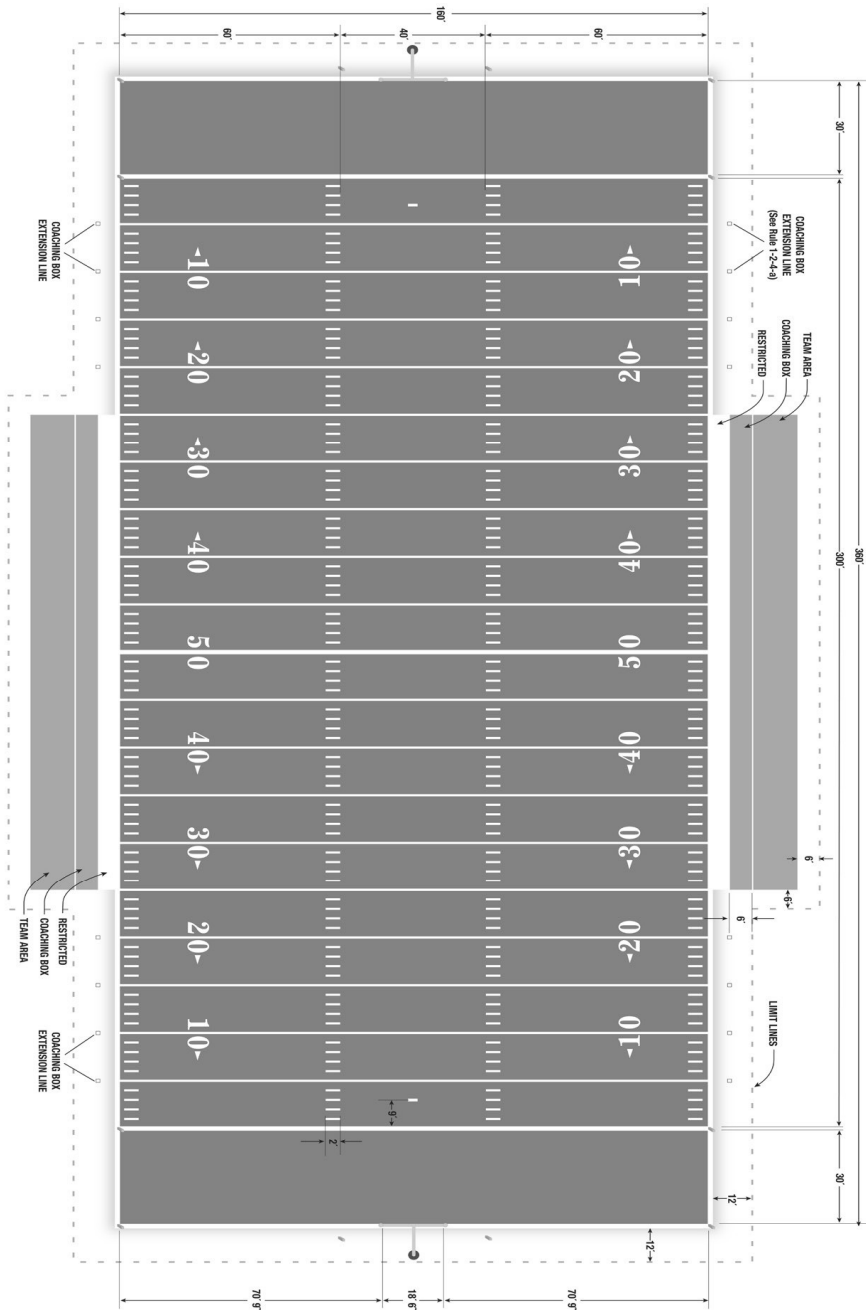 160'
60'
40'
60'
30'
30'
360'
300'
COACHING BOX
EXTENSION LINE
COACHING BOX
EXTENSION LINE
(See Rule 1-2-4-a)
RESTRICTED
COACHING BOX
TEAM AREA
10
10
20
20
30
30
40
40
50
50
40
40
30
30
20
20
10
10
6'
6'
6'
TEAM AREA
COACHING BOX
RESTRICTED
COACHING BOX
EXTENSION LINE
LIMIT LINES
9'
2'
12'
12'
70' 9"
18' 6"
70' 9"